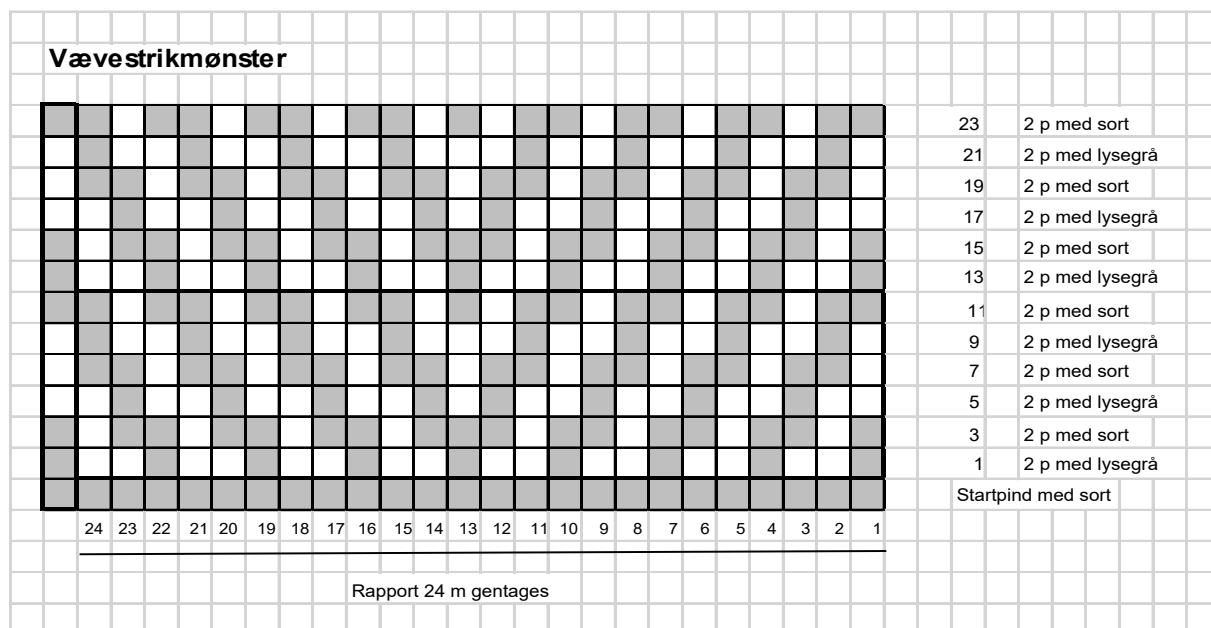 Vævestrikmønster
23 2 p med sort
21 2 p med lysegrå
19 2 p med sort
17 2 p med lysegrå
15 2 p med sort
13 2 p med lysegrå
11 2 p med sort
9 2 p med lysegrå
7 2 p med sort
5 2 p med lysegrå
3 2 p med sort
1 2 p med lysegrå
Startpind med sort
24 23 22 21 20 19 18 17 16 15 14 13 12 11 10 9 8 7 6 5 4 3 2 1
Rapport 24 m gentages